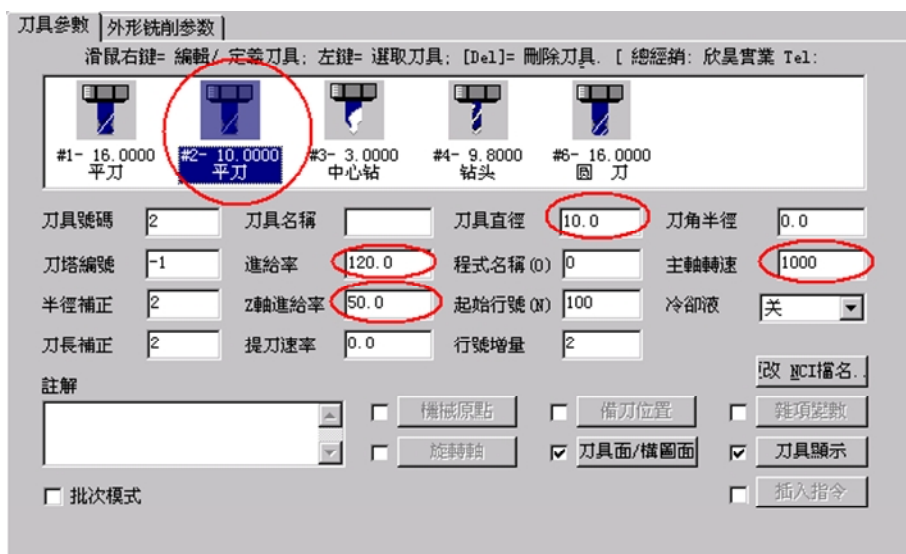 刀具參數 外形铣削参数
滑鼠右鍵= 編輯/ 定義刀具; 左鍵= 選取刀具; [Del]= 刪除刀具. [ 總經銷: 欣昊實業 Tel:
#1- 16.0000 #2- 10.0000 #3- 3.0000 #4- 9.8000 #6- 16.0000
平刀 平刀 中心钻 钻头 圆 刀
刀具號碼 2 刀具名稱 刀具直徑 10.0 刀角半徑 0.0
刀塔編號 -1 進給率 120.0 程式名稱(O) 0 主軸轉速 1000
半徑補正 2 Z軸進給率 50.0 起始行號(N) 100 冷卻液 关
刀長補正 2 提刀速率 0.0 行號增量 2
改 NCI檔名..
註解
機械原點 備刀位置 雜項變數
旋轉軸 刀具面/構圖面 刀具顯示
批次模式 插入指令